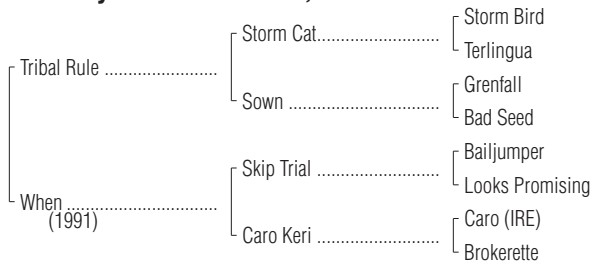 Storm Bird
Storm Cat.................................
Terlingua
Tribal Rule ..............................
Grenfall
Sown ........................................
Bad Seed
Bailjumper
Skip Trial .................................
Looks Promising
When ........................................
(1991)
Caro (IRE)
Caro Keri .................................
Brokerette